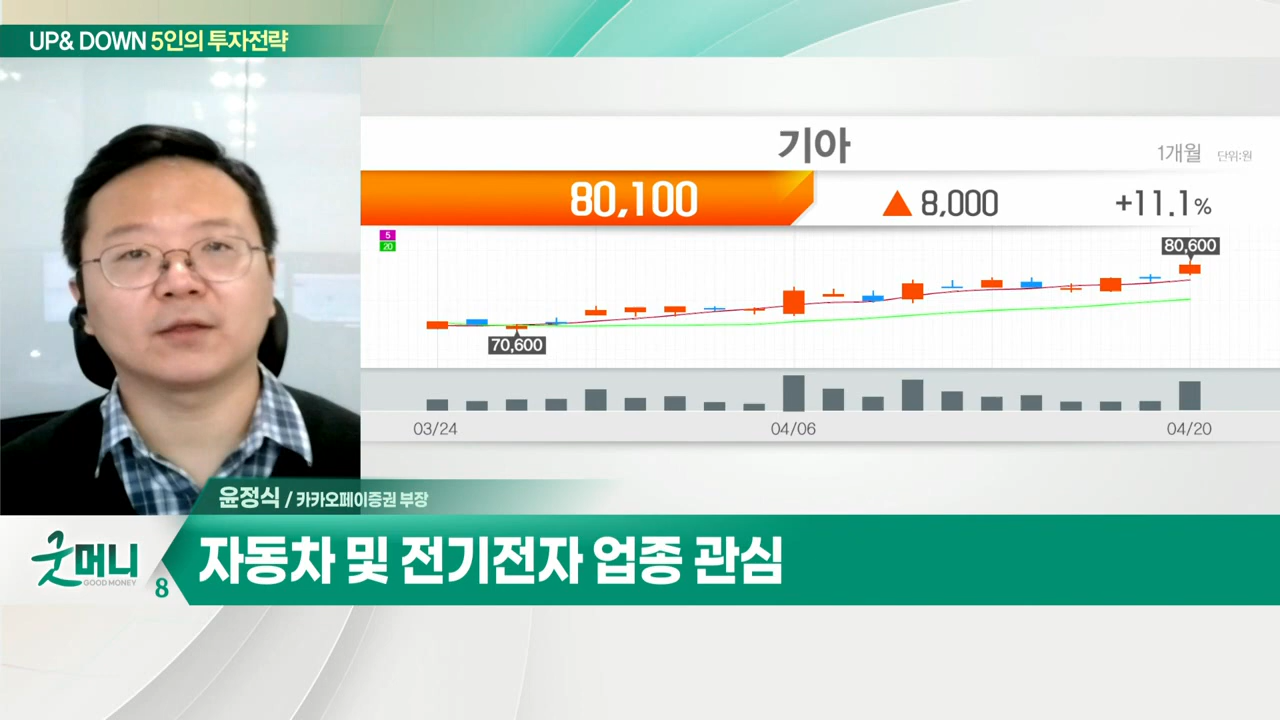 UP& DOWN 5인의 투자전략
기아
1개월 단위:원
80,100 ▲ 8,000 +11.1%
5
20
80,600
70,600
03/24 04/06 04/20
윤정식 / 카카오페이증권 부장
굿머니
GOOD MONEY
8
자동차 및 전기전자 업종 관심